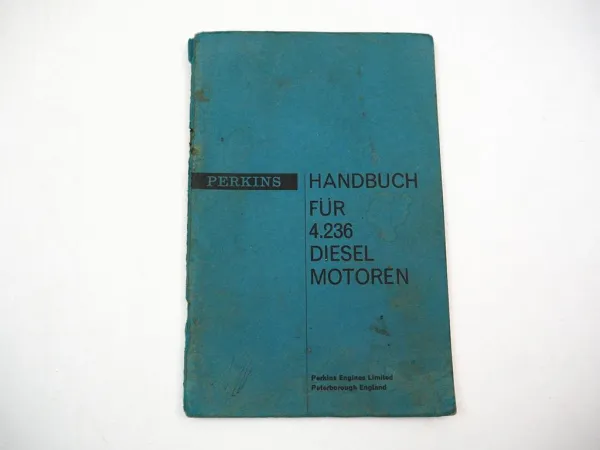 PERKINS
HANDBUCH
FÜR
4.236
DIESEL
MOTOREN
Perkins Engines Limited
Peterborough England